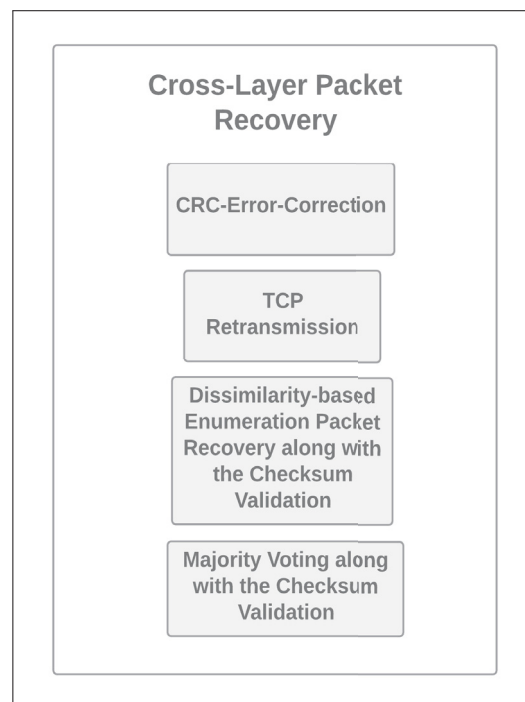 Cross-Layer Packet
Recovery
CRC-Error-Correction
TCP
Retransmission
Dissimilarity-based
Enumeration Packet
Recovery along with
the Checksum
Validation
Majority Voting along
with the Checksum
Validation